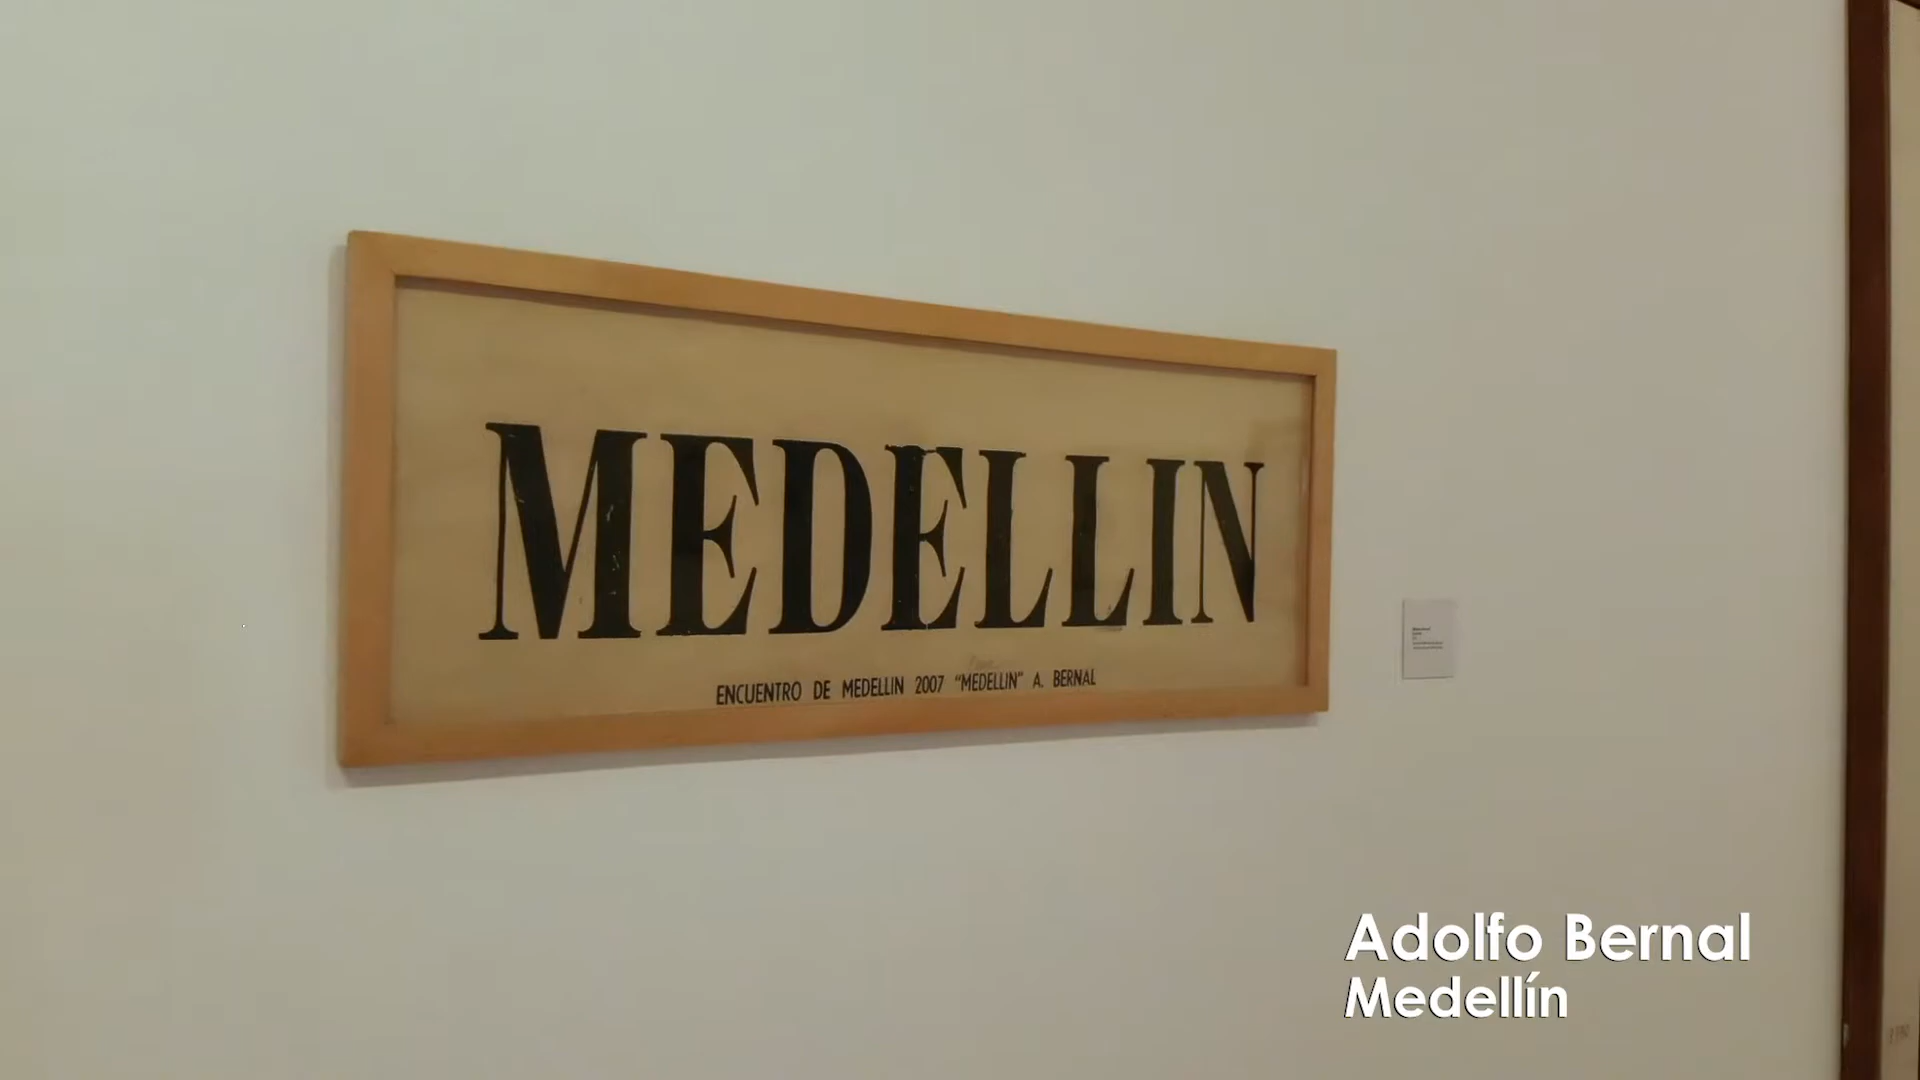 MEDELLIN
ENCUENTRO DE MEDELLIN 2007 "MEDELLIN" A. BERNAL
Adolfo Bernal
Medellín